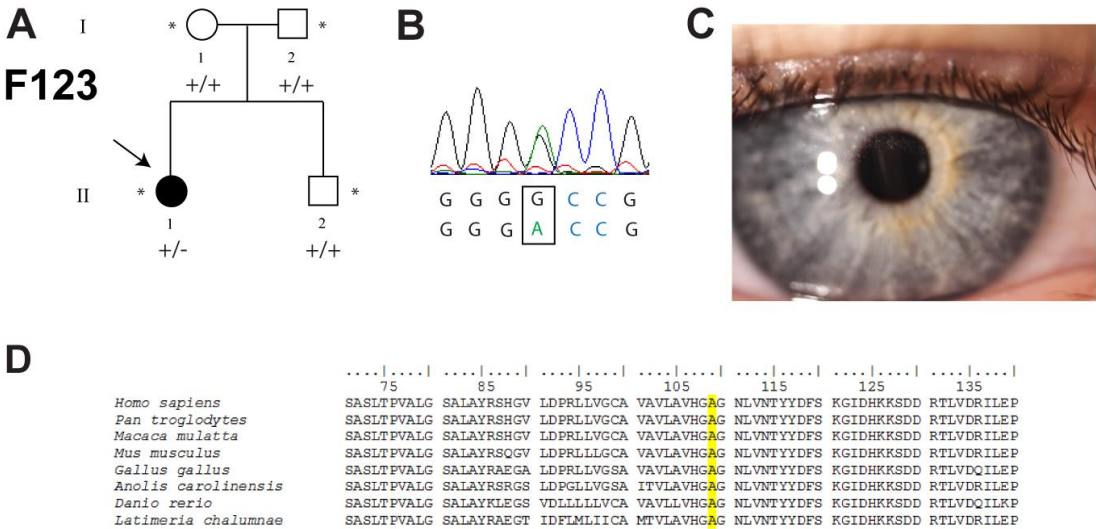 A
I
* *
1 2
+/+ +/+
F123
II
* *
1 2
+/- +/+
B
G G G G C C G
G G G A C C G
C
D
....|....| ....|....| ....|....| ....|....| ....|....| ....|....| ....|....|
75 85 95 105 115 125 135
Homo sapiens SASLTPVALG SALAYRSHGV LDPRLLVGCA VAVLAVHGAG NLVNTYYDFS KGIDHKKSDD RTLVDRILEP
Pan troglodytes SASLTPVALG SALAYRSHGV LDPRLLVGCA VAVLAVHGAG NLVNTYYDFS KGIDHKKSDD RTLVDRILEP
Macaca mulatta SASLTPVALG SALAYRSHGV LDPRLLVGCA VAVLAVHGAG NLVNTYYDFS KGIDHKKSDD RTLVDRILEP
Mus musculus SASLTPVALG SALAYRSQGV LDPRLLLGCA VAVLAVHGAG NLVNTYYDFS KGIDHKKSDD RTLVDRILEP
Gallus gallus SASLTPVALG SALAYRAEGA LDPRLLVGSA VAVLAVHGAG NLVNTYYDFS KGIDHKKSDD RTLVDQILEP
Anolis carolinensis SASLTPVALG SALAYRSRGS LDPGLLVGSA ITVLAVHGAG NLVNTYYDFS KGIDHKKSDD RTLVDQILEP
Danio rerio SASLTPVALG SALAYKLEGS VDLLLLLVCA VAVLLVHGAG NLVNTYYDFS KGIDHKKSDD RTLVDQILKP
Latimeria chalumnae SASLTPVALG SALAYRAEGT IDFLMLIICA MTVLAVHGAG NLVNTYYDFS KGIDHKKSDD RTLVDRILEP